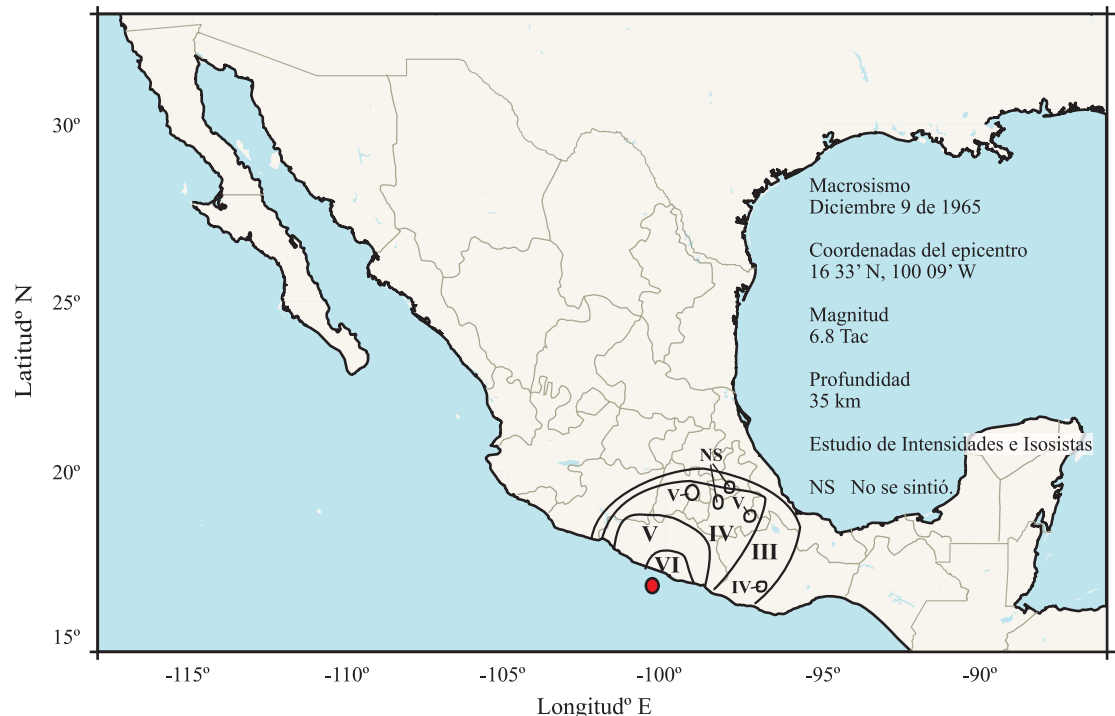 Macrosismo
Diciembre 9 de 1965
Coordenadas del epicentro
16 33’ N, 100 09’ W
Magnitud
6.8 Tac
Profundidad
35 km
Estudio de Intensidades e Isosistas
NS No se sintió.
30º
25º
20º
15º
Latitudº N
NS
V
V
V
IV
III
VI
IV
-115º
-110º
-105º
-100º
-95º
-90º
Longitudº E